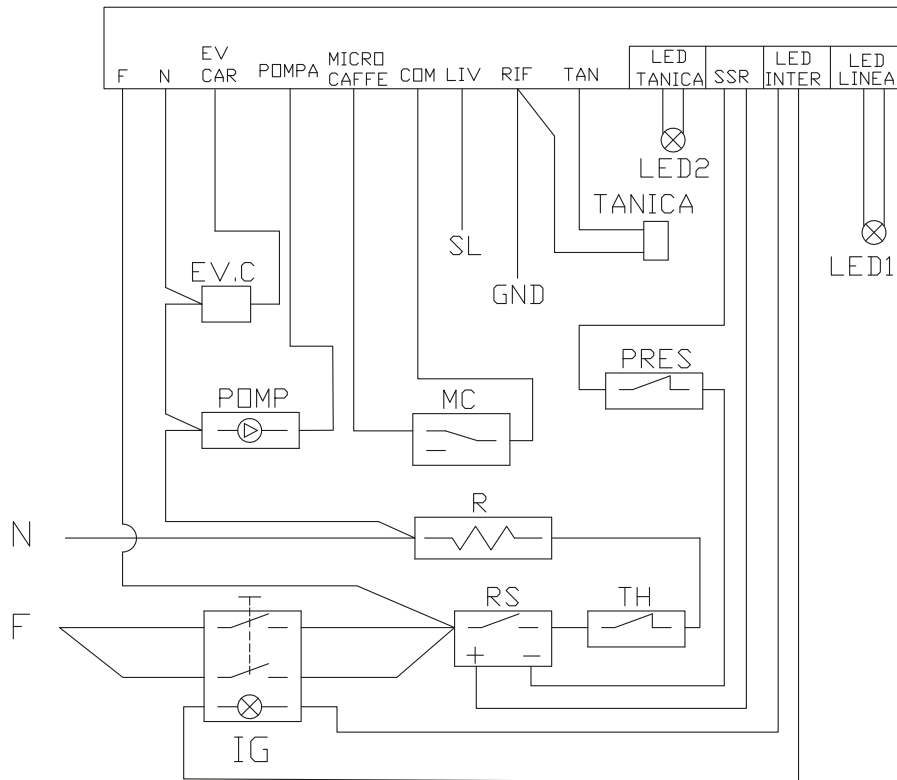 F
N
EV
CAR
POMPA
MICRO
CAFFE
COM
LIV
RIF
TAN
LED
TANICA
SSR
LED
INTER
LED
LINEA
LED2
TANICA
SL
LED1
EV.C
GND
PRES
POMP
MC
R
N
RS
TH
F
+
−
IG